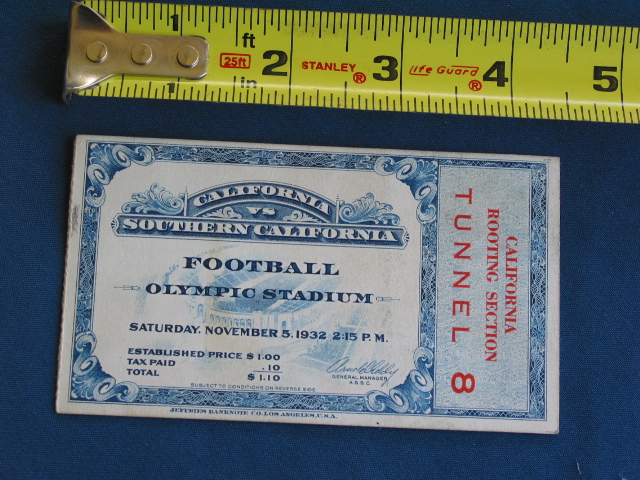 1 ft 2 3 4 5
25ft STANLEY® life Guard®
1 in
CALIFORNIA
VS
SOUTHERN CALIFORNIA
FOOTBALL
OLYMPIC STADIUM
SATURDAY, NOVEMBER 5, 1932 2:15 P. M.
ESTABLISHED PRICE $ 1.00
TAX PAID .10
TOTAL $ 1.10
GENERAL MANAGER
A.S.S.C.
SUBJECT TO CONDITIONS ON REVERSE SIDE
JEFFRIES BANKNOTE CO. LOS ANGELES, U.S.A.
CALIFORNIA
ROOTING SECTION
TUNNEL 8